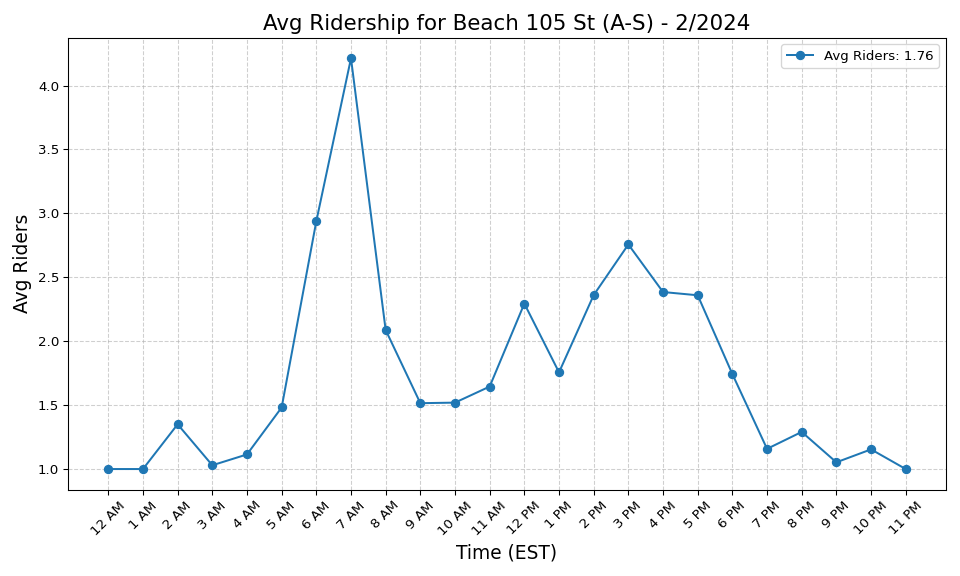 Avg Ridership for Beach 105 St (A-S) - 2/2024
Avg Riders: 1.76
Avg Riders
4.0
3.5
3.0
2.5
2.0
1.5
1.0
12 AM
1 AM
2 AM
3 AM
4 AM
5 AM
6 AM
7 AM
8 AM
9 AM
10 AM
11 AM
12 PM
1 PM
2 PM
3 PM
4 PM
5 PM
6 PM
7 PM
8 PM
9 PM
10 PM
11 PM
Time (EST)